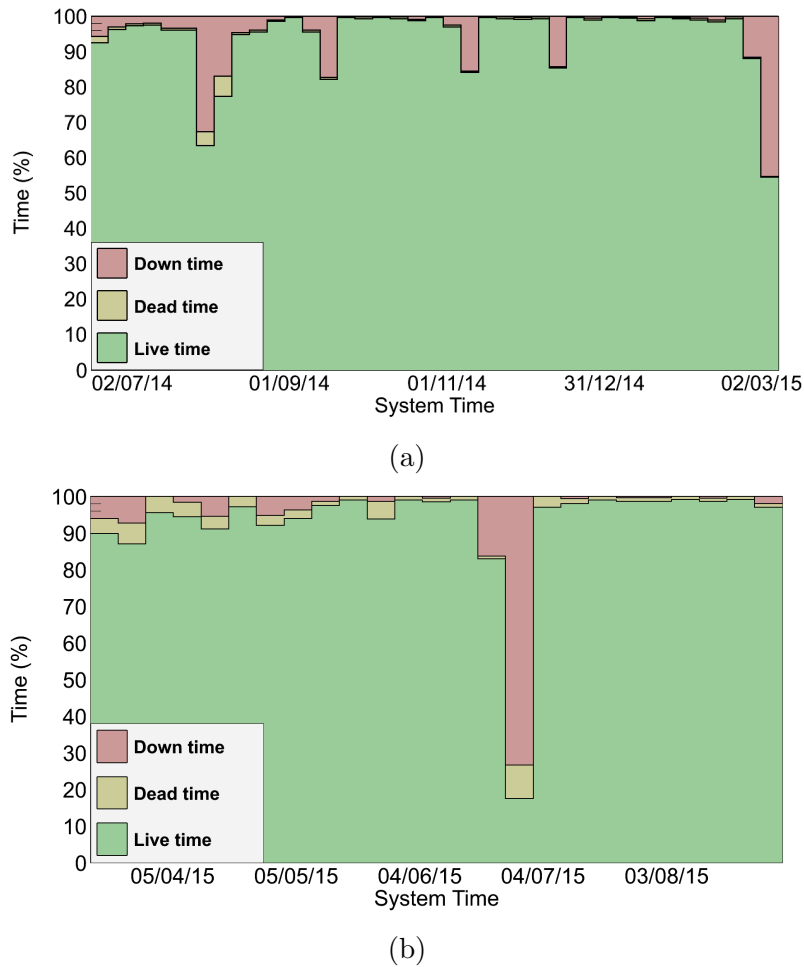 100
90
80
70
60
50
40
30
20
10
0
Time (%)
Down time
Dead time
Live time
02/07/14 01/09/14 01/11/14 31/12/14 02/03/15
System Time
(a)
100
90
80
70
60
50
40
30
20
10
0
Time (%)
Down time
Dead time
Live time
05/04/15 05/05/15 04/06/15 04/07/15 03/08/15
System Time
(b)